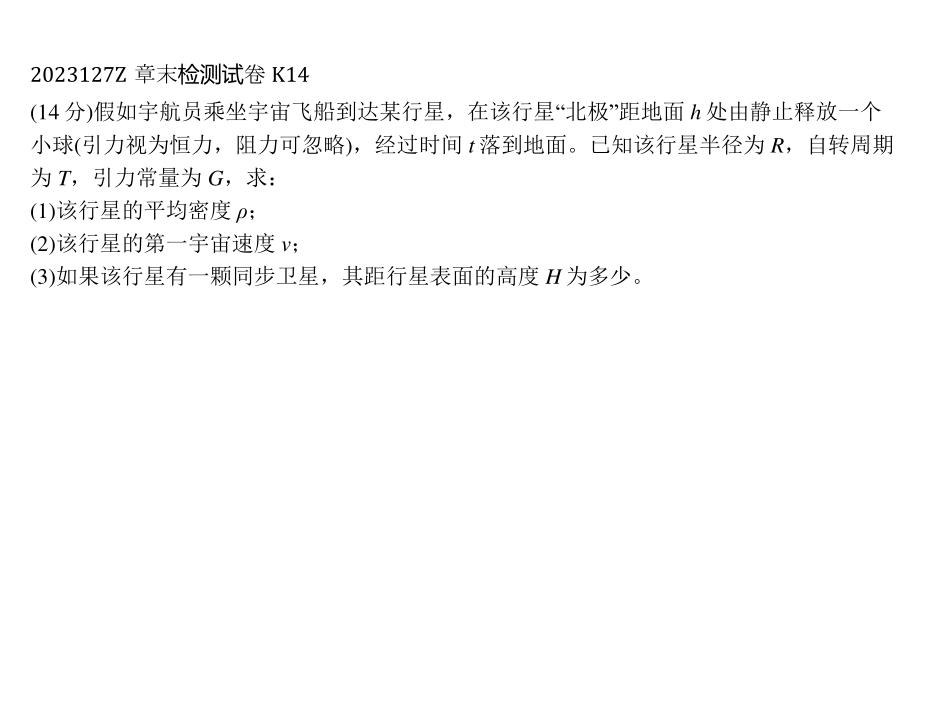 2023127Z 章末检测试卷 K14
(14 分)假如宇航员乘坐宇宙飞船到达某行星，在该行星“北极”距地面 h 处由静止释放一个
小球(引力视为恒力，阻力可忽略)，经过时间 t 落到地面。已知该行星半径为 R，自转周期
为 T，引力常量为 G，求：
(1)该行星的平均密度 ρ；
(2)该行星的第一宇宙速度 v；
(3)如果该行星有一颗同步卫星，其距行星表面的高度 H 为多少。